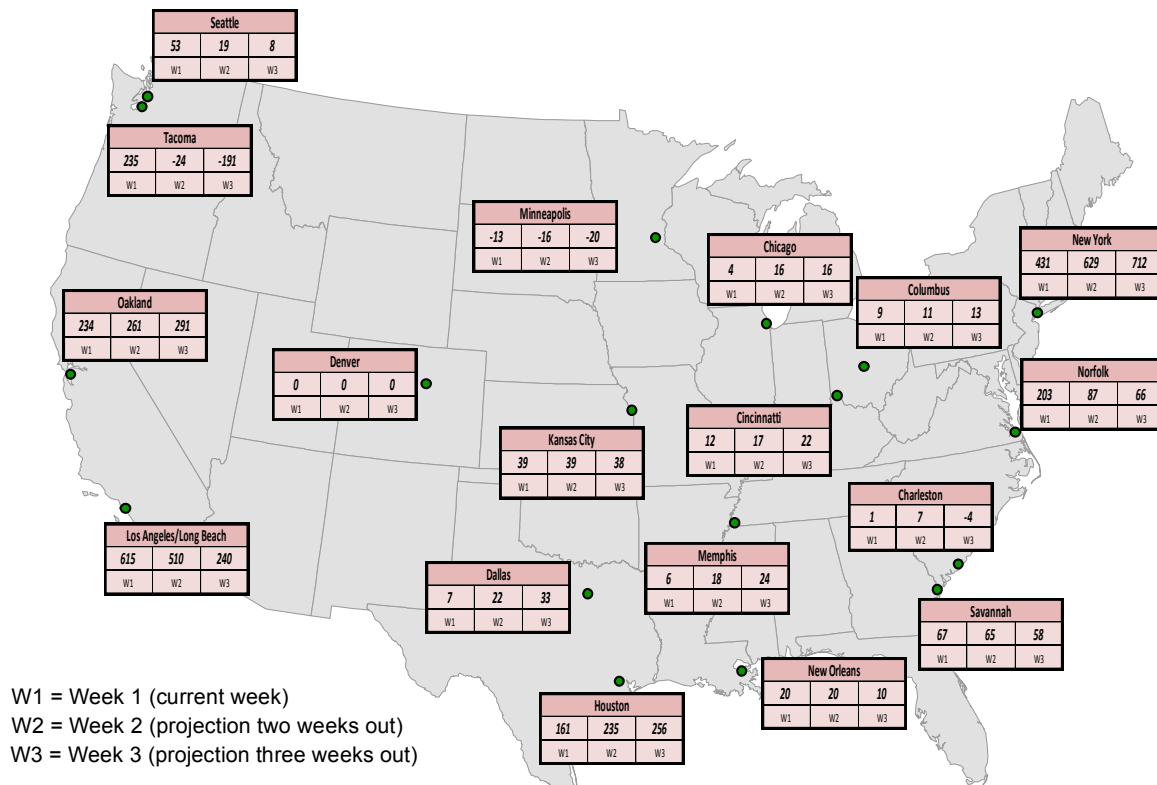 Seattle
53 19 8
W1 W2 W3
Tacoma
235 -24 -191
W1 W2 W3
Minneapolis
-13 -16 -20
W1 W2 W3
Chicago
4 16 16
W1 W2 W3
New York
431 629 712
W1 W2 W3
Columbus
9 11 13
W1 W2 W3
Oakland
234 261 291
W1 W2 W3
Denver
0 0 0
W1 W2 W3
Norfolk
203 87 66
W1 W2 W3
Cincinnatti
12 17 22
W1 W2 W3
Kansas City
39 39 38
W1 W2 W3
Charleston
1 7 -4
W1 W2 W3
Los Angeles/Long Beach
615 510 240
W1 W2 W3
Memphis
6 18 24
W1 W2 W3
Dallas
7 22 33
W1 W2 W3
Savannah
67 65 58
W1 W2 W3
New Orleans
20 20 10
W1 W2 W3
Houston
161 235 256
W1 W2 W3
W1 = Week 1 (current week)
W2 = Week 2 (projection two weeks out)
W3 = Week 3 (projection three weeks out)